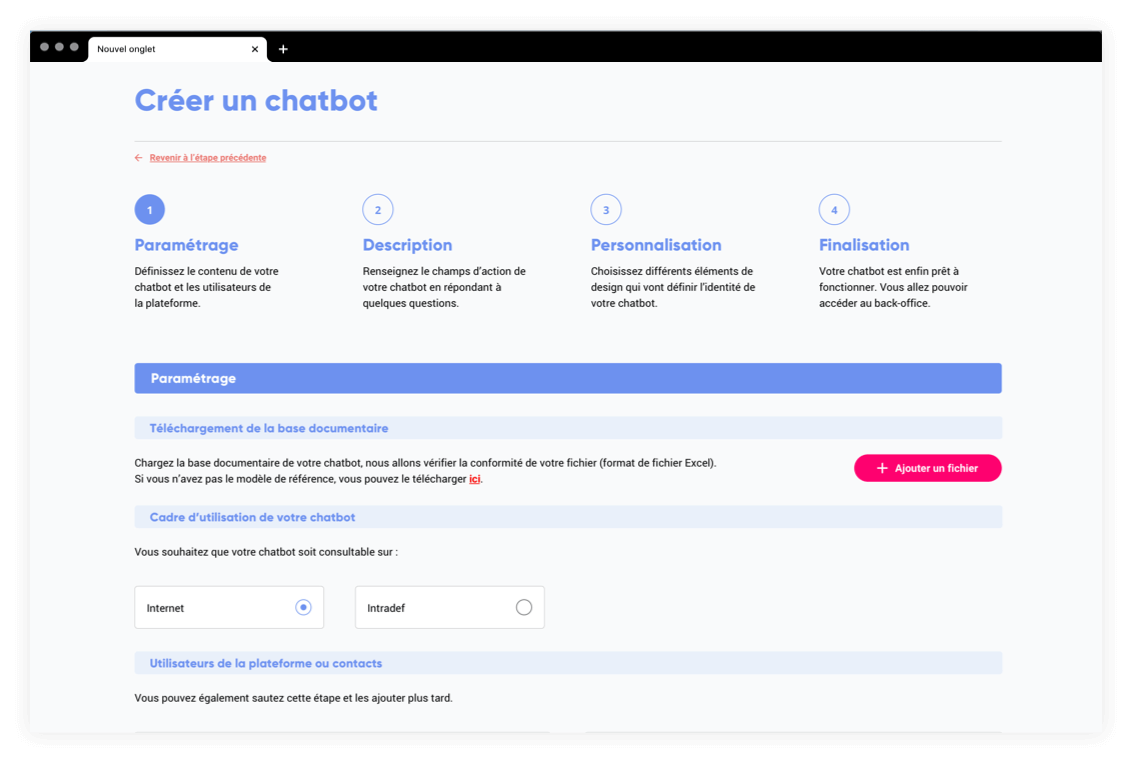 Nouvel onglet
Créer un chatbot
← Revenir à l'étape précédente
1
2
3
4
Paramétrage
Description
Personnalisation
Finalisation
Définissez le contenu de votre
chatbot et les utilisateurs de
la plateforme.
Renseignez le champs d'action de
votre chatbot en répondant à
quelques questions.
Choisissez différents éléments de
design qui vont définir l'identité de
votre chatbot.
Votre chatbot est enfin prêt à
fonctionner. Vous allez pouvoir
accéder au back-office.
Paramétrage
Téléchargement de la base documentaire
Chargez la base documentaire de votre chatbot, nous allons vérifier la conformité de votre fichier (format de fichier Excel).
Si vous n'avez pas le modèle de référence, vous pouvez le télécharger ici.
+ Ajouter un fichier
Cadre d'utilisation de votre chatbot
Vous souhaitez que votre chatbot soit consultable sur :
Internet
Intradef
Utilisateurs de la plateforme ou contacts
Vous pouvez également sautez cette étape et les ajouter plus tard.